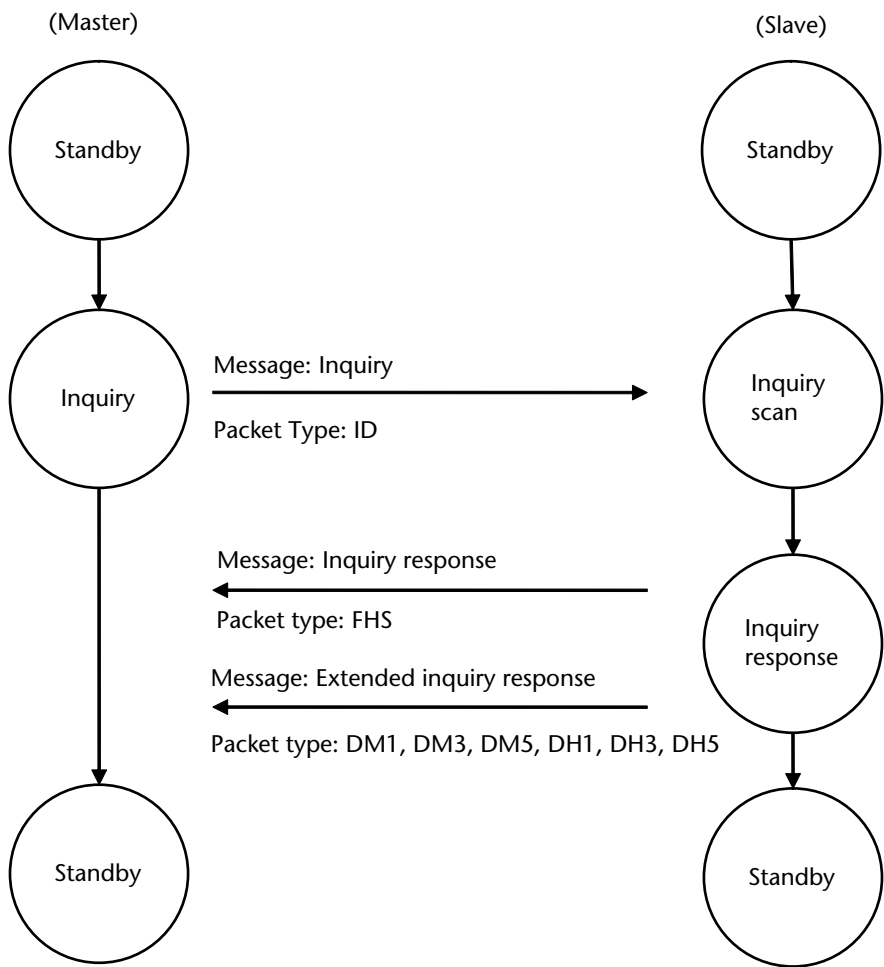 (Master)
(Slave)
Standby
Standby
Inquiry
Message: Inquiry
Packet Type: ID
Inquiry
scan
Message: Inquiry response
Packet type: FHS
Inquiry
response
Message: Extended inquiry response
Packet type: DM1, DM3, DM5, DH1, DH3, DH5
Standby
Standby